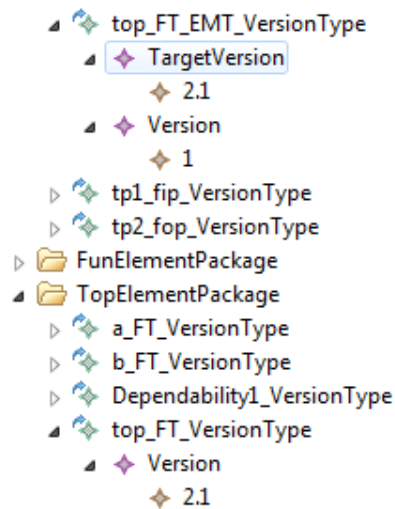 top_FT_EMT_VersionType
TargetVersion
2.1
Version
1
tp1_fip_VersionType
tp2_fop_VersionType
FunElementPackage
TopElementPackage
a_FT_VersionType
b_FT_VersionType
Dependability1_VersionType
top_FT_VersionType
Version
2.1